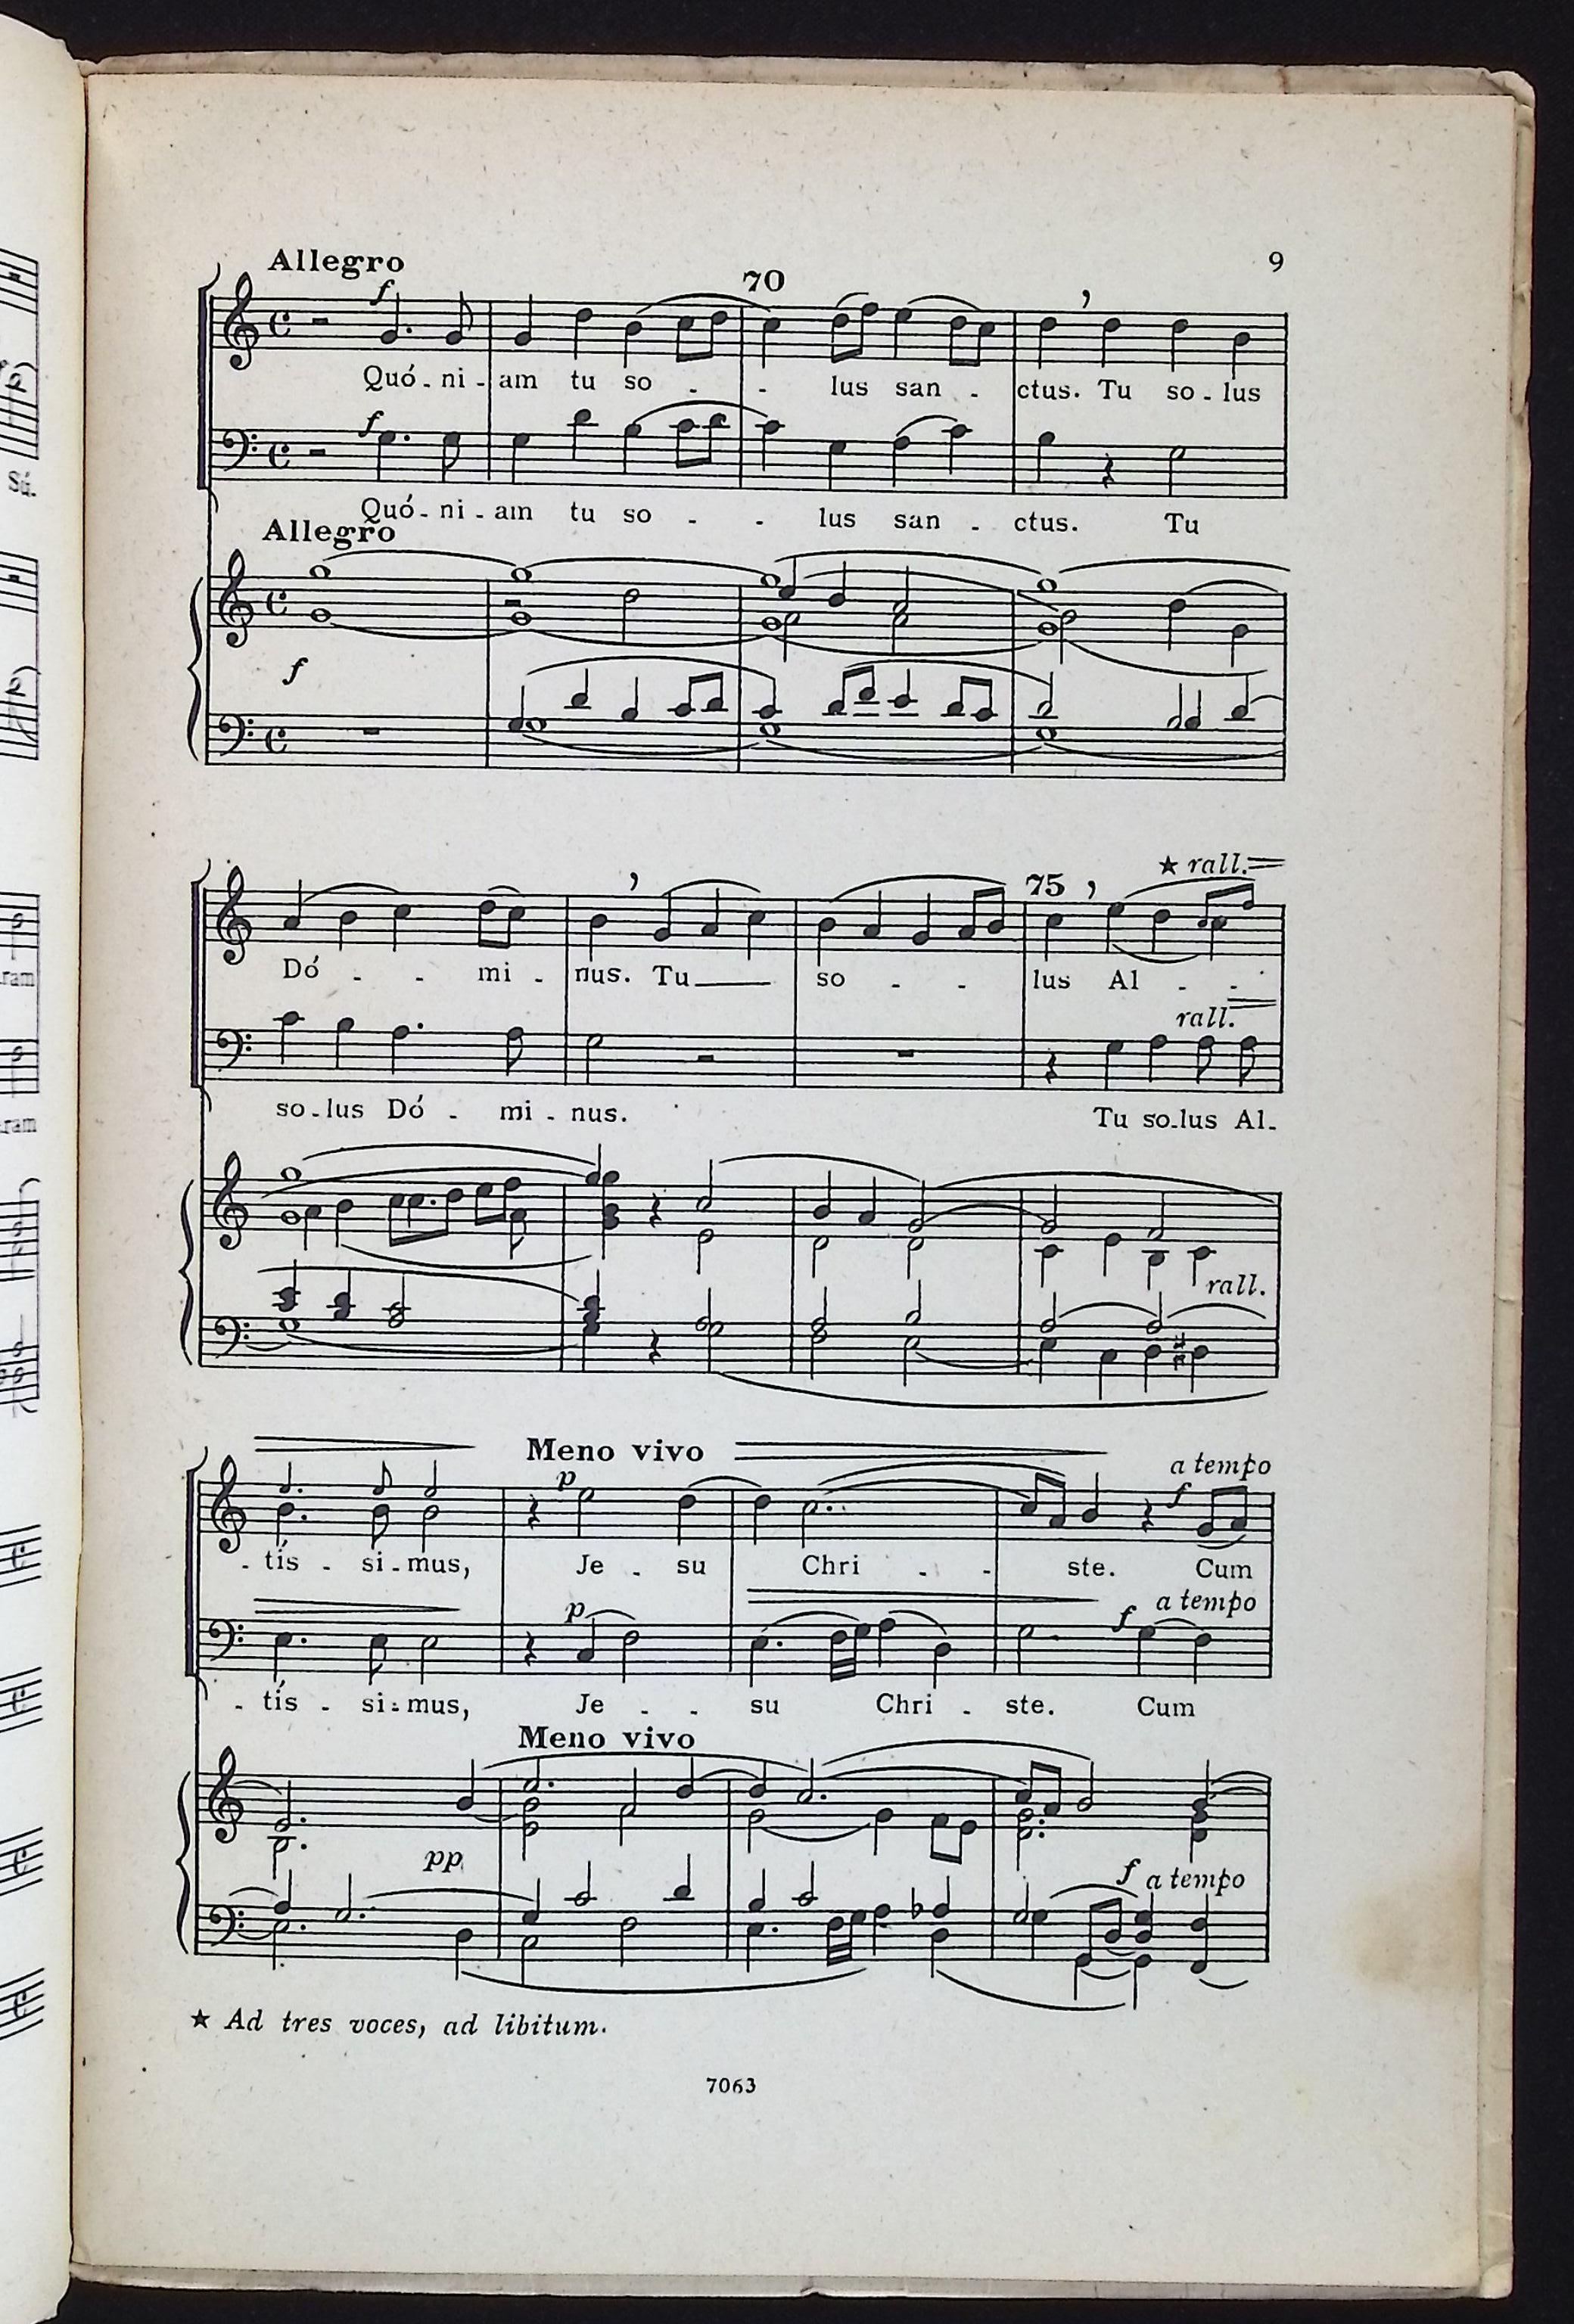 Allegro
9
f
70
Quó - ni - am tu so - - lus san - ctus. Tu so - lus
f
Quó - ni - am tu so - - lus san - ctus. Tu
Allegro
f
★ rall.
75
Dó - - mi - nus. Tu so - - lus Al - -
rall.
so - lus Dó - mi - nus. Tu so - lus Al -
rall.
Meno vivo
a tempo
p
f
- tís - si - mus, Je - su Chri - - ste. Cum
a tempo
p
f
- tís - si - mus, Je - - su Chri - ste. Cum
Meno vivo
pp
f a tempo
★ Ad tres voces, ad libitum.
7063
Sú.
ram
ram